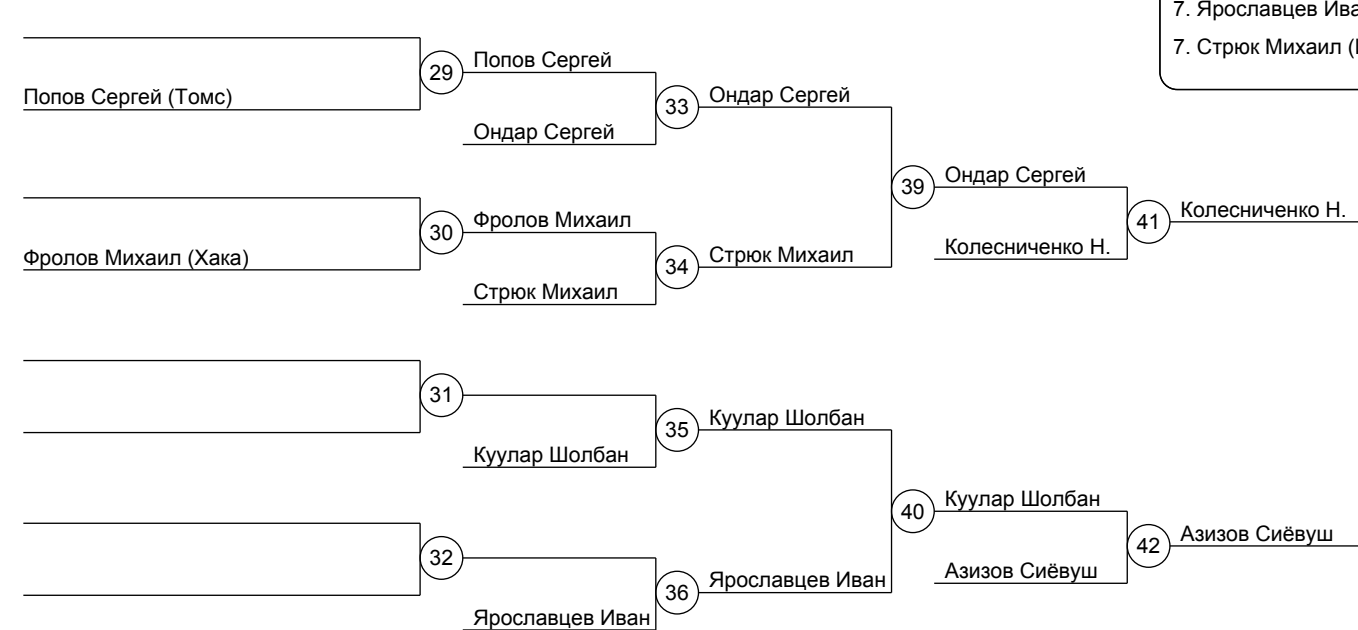 7. Ярославцев
7. Стрюк Михаил
29 Попов Сергей
Попов Сергей (Томс)
33 Ондар Сергей
Ондар Сергей
39 Ондар Сергей
30 Фролов Михаил
41 Колесниченко Н.
Фролов Михаил (Хака)
34 Стрюк Михаил
Колесниченко Н.
Стрюк Михаил
31
35 Куулар Шолбан
Куулар Шолбан
40 Куулар Шолбан
42 Азизов Сиёвуш
32
Азизов Сиёвуш
36 Ярославцев Иван
Ярославцев Иван